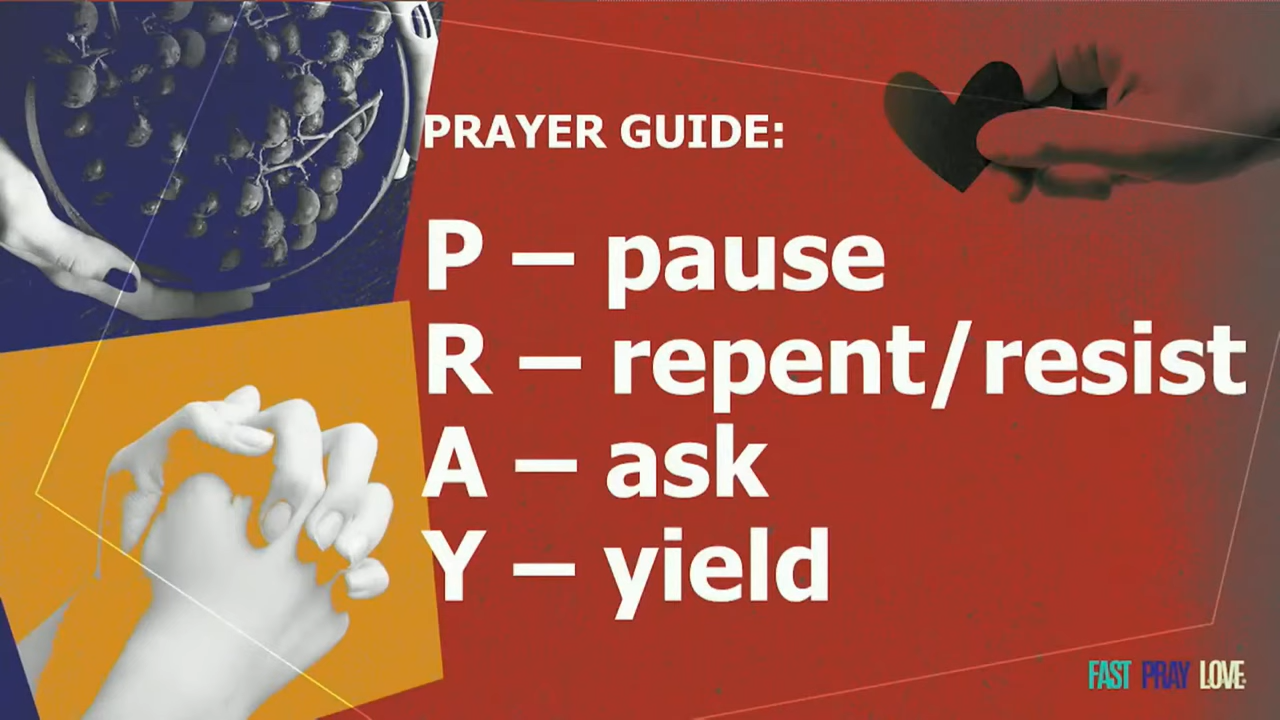 PRAYER GUIDE:
P – pause
R – repent/resist
A – ask
Y – yield
FAST PRAY LOVE